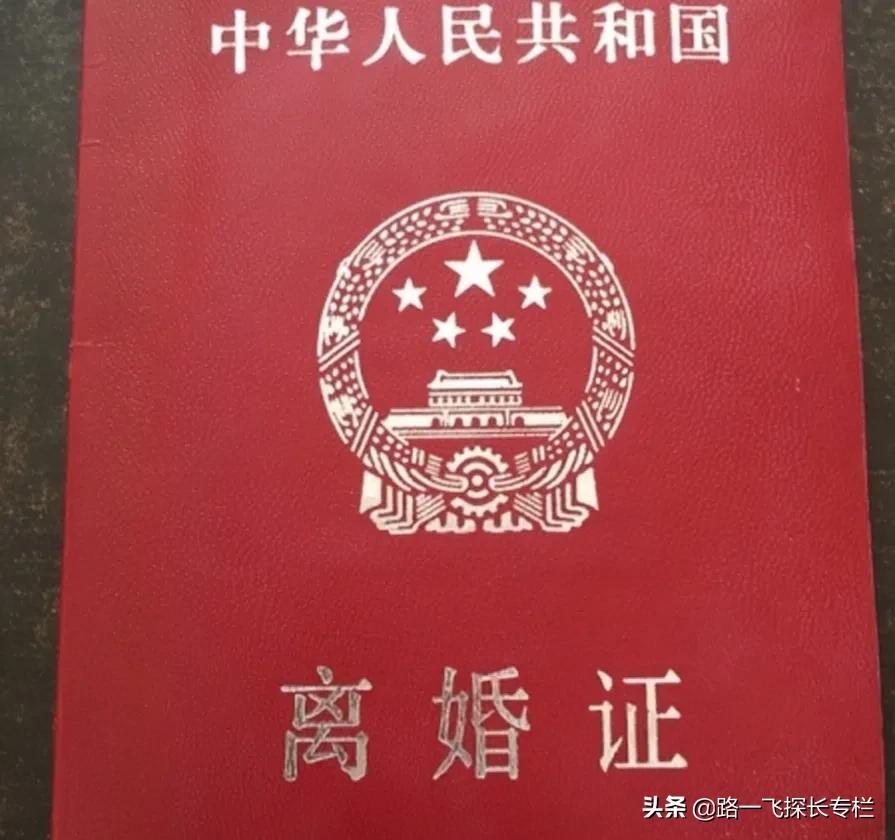 中华人民共和国
离婚证
头条 @路一飞探长专栏